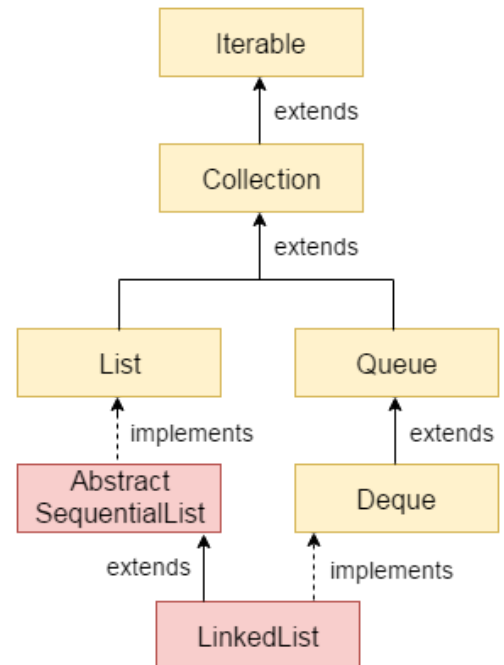 Iterable
extends
Collection
extends
List
Queue
implements
extends
Abstract
SequentialList
Deque
extends
implements
LinkedList